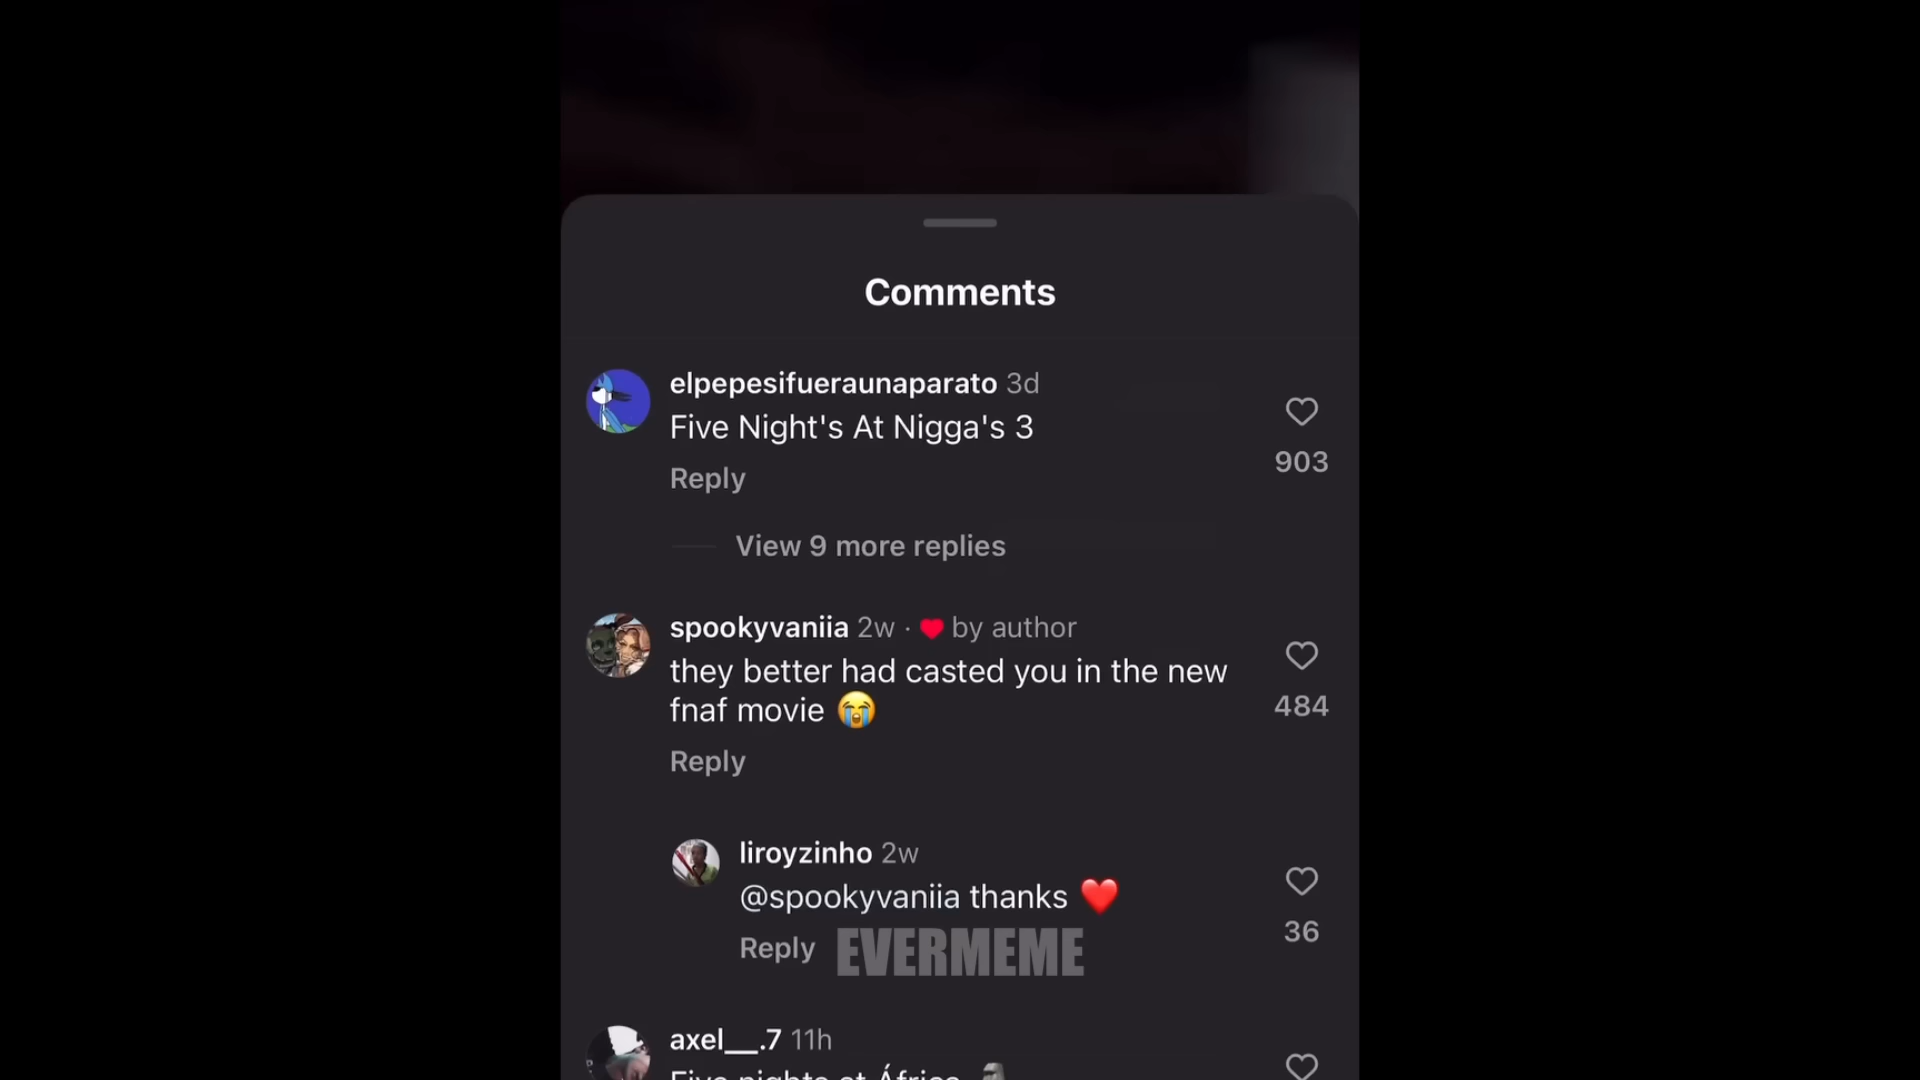 Comments
elpepesifueraunaparato 3d
Five Night's At Nigga's 3
903
Reply
View 9 more replies
spookyvaniia 2w · ❤ by author
they better had casted you in the new
fnaf movie 😭
484
Reply
liroyzinho 2w
@spookyvaniia thanks ❤️
36
Reply
EVERMEME
axel__.7 11h
Five nights at África 🗿